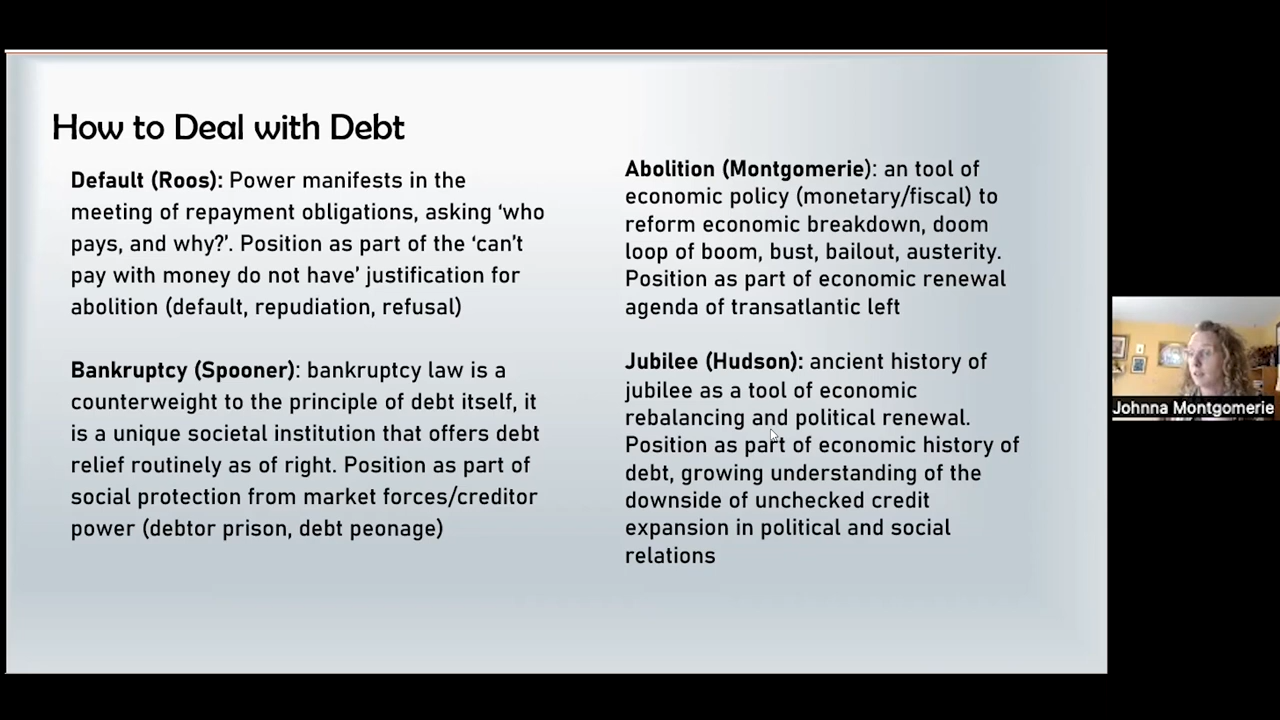 How to Deal with Debt
Default (Roos): Power manifests in the
meeting of repayment obligations, asking ‘who
pays, and why?’. Position as part of the ‘can’t
pay with money do not have’ justification for
abolition (default, repudiation, refusal)
Bankruptcy (Spooner): bankruptcy law is a
counterweight to the principle of debt itself, it
is a unique societal institution that offers debt
relief routinely as of right. Position as part of
social protection from market forces/creditor
power (debtor prison, debt peonage)
Abolition (Montgomerie): an tool of
economic policy (monetary/fiscal) to
reform economic breakdown, doom
loop of boom, bust, bailout, austerity.
Position as part of economic renewal
agenda of transatlantic left
Jubilee (Hudson): ancient history of
jubilee as a tool of economic
rebalancing and political renewal.
Position as part of economic history of
debt, growing understanding of the
downside of unchecked credit
expansion in political and social
relations
Johnna Montgomerie